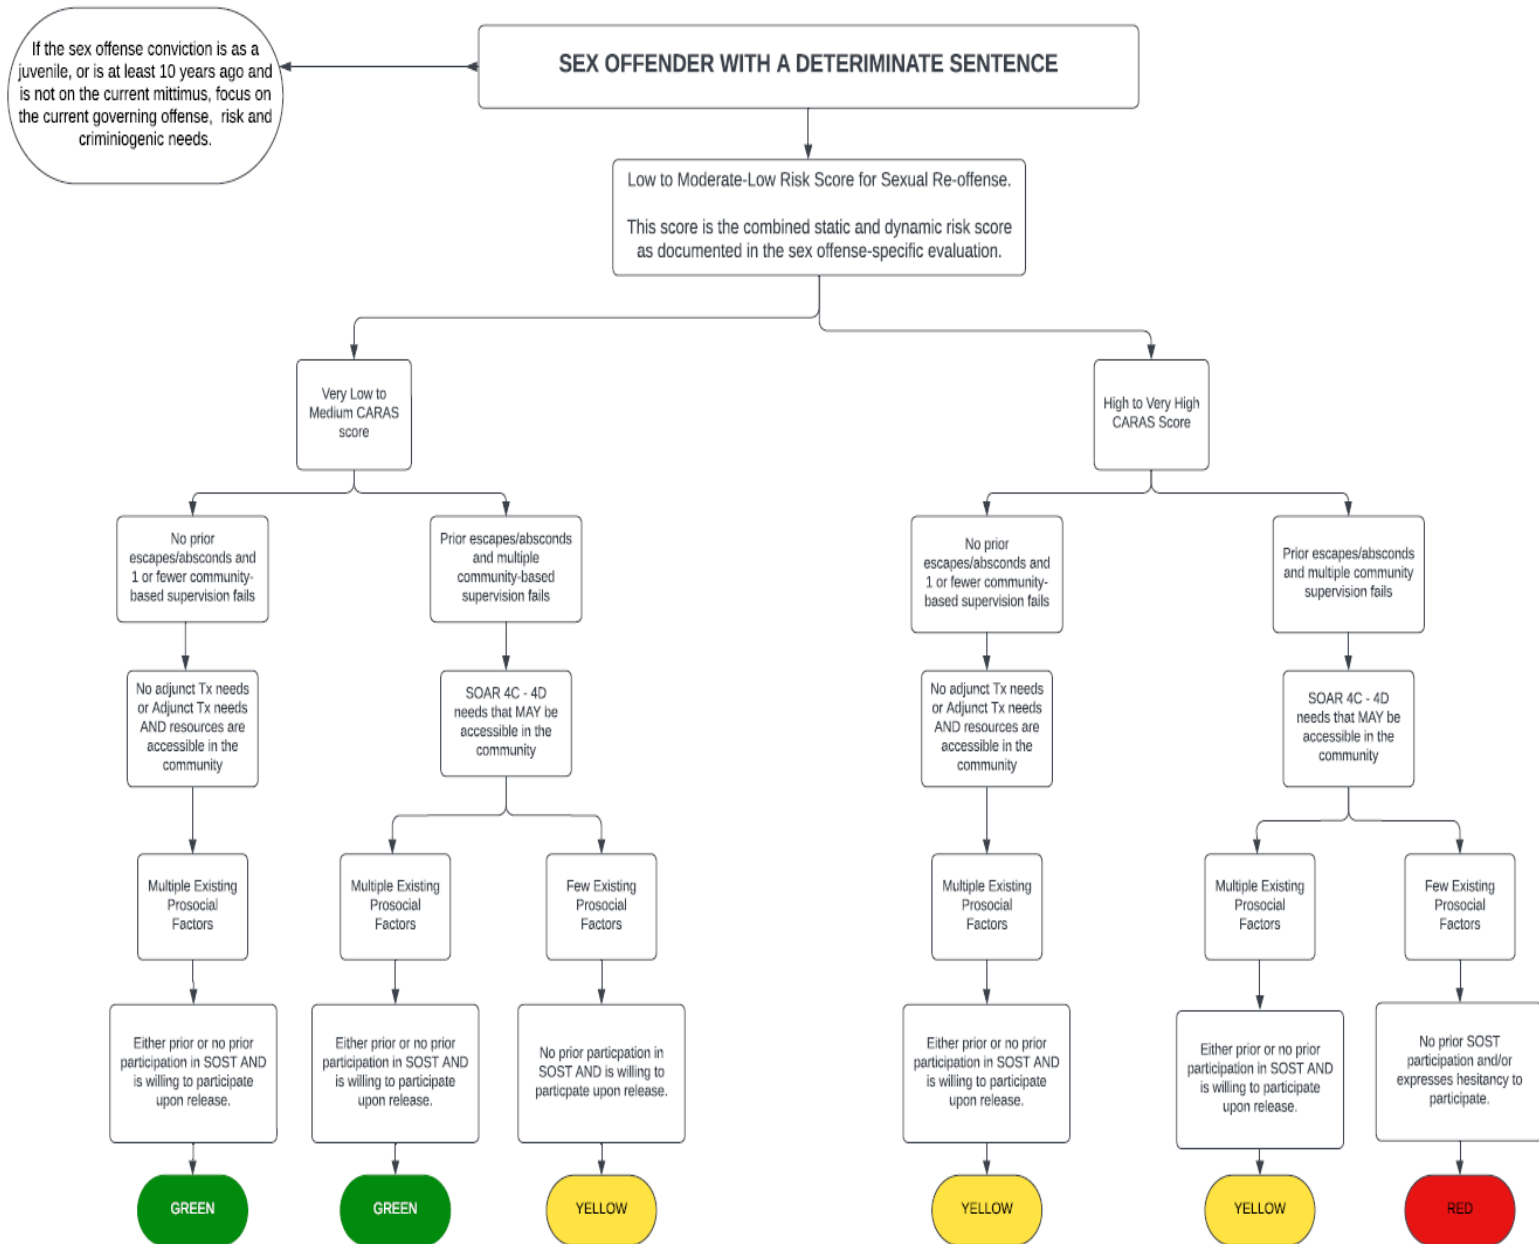 If the sex offense conviction is as a
juvenile, or is at least 10 years ago and
is not on the current mittimus, focus on
the current governing offense, risk and
criminiogenic needs.
SEX OFFENDER WITH A DETERIMINATE SENTENCE
Low to Moderate-Low Risk Score for Sexual Re-offense.
This score is the combined static and dynamic risk score
as documented in the sex offense-specific evaluation.
Very Low to
Medium CARAS
score
High to Very High
CARAS Score
No prior
escapes/absconds and
1 or fewer community-
based supervision fails
Prior escapes/absconds
and multiple
community-based
supervision fails
No prior
escapes/absconds and
1 or fewer community-
based supervision fails
Prior escapes/absconds
and multiple community
supervision fails
No adjunct Tx needs
or Adjunct Tx needs
AND resources are
accessible in the
community
SOAR 4C - 4D
needs that MAY be
accessible in the
community
No adjunct Tx needs
or Adjunct Tx needs
AND resources are
accessible in the
community
SOAR 4C - 4D
needs that MAY be
accessible in the
community
Multiple Existing
Prosocial
Factors
Multiple Existing
Prosocial
Factors
Few Existing
Prosocial
Factors
Multiple Existing
Prosocial
Factors
Multiple Existing
Prosocial
Factors
Few Existing
Prosocial
Factors
Either prior or no prior
participation in SOST AND
is willing to participate
upon release.
Either prior or no prior
participation in SOST AND
is willing to participate
upon release.
No prior particpation in
SOST AND is willing to
particpate upon release.
Either prior or no prior
participation in SOST AND
is willing to participate
upon release.
Either prior or no prior
participation in SOST AND
is willing to participate
upon release.
No prior SOST
participation and/or
expresses hesitancy to
participate.
GREEN
GREEN
YELLOW
YELLOW
YELLOW
RED